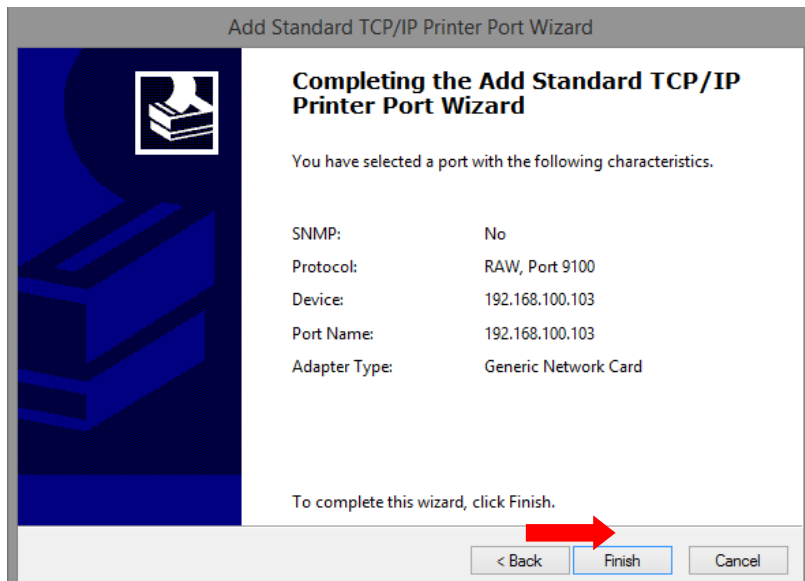 Add Standard TCP/IP Printer Port Wizard
Completing the Add Standard TCP/IP
Printer Port Wizard
You have selected a port with the following characteristics.
SNMP: No
Protocol: RAW, Port 9100
Device: 192.168.100.103
Port Name: 192.168.100.103
Adapter Type: Generic Network Card
To complete this wizard, click Finish.
< Back Finish Cancel